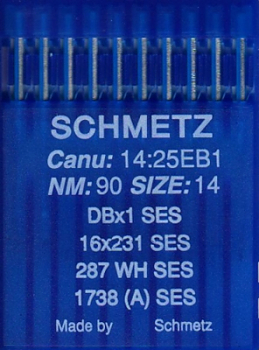 SCHMETZ
Canu: 14:25EB1
NM: 90 SIZE: 14
DBx1 SES
16x231 SES
287 WH SES
1738 (A) SES
Made by Schmetz